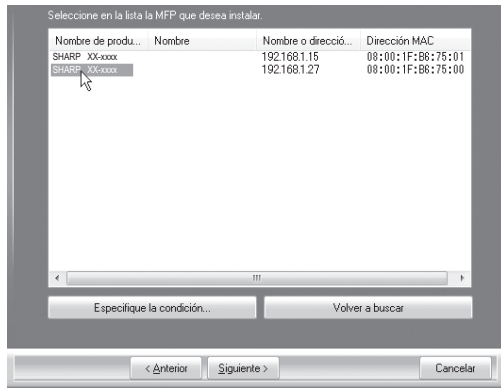 Seleccione en la lista la MFP que desea instalar.
Nombre de produ... Nombre Nombre o direcció... Dirección MAC
SHARP XX-xxxx 192.168.1.15 08:00:1F:B6:75:01
SHARP XX-xxxx 192.168.1.27 08:00:1F:B6:75:00
Especifique la condición... Volver a buscar
< Anterior Siguiente > Cancelar